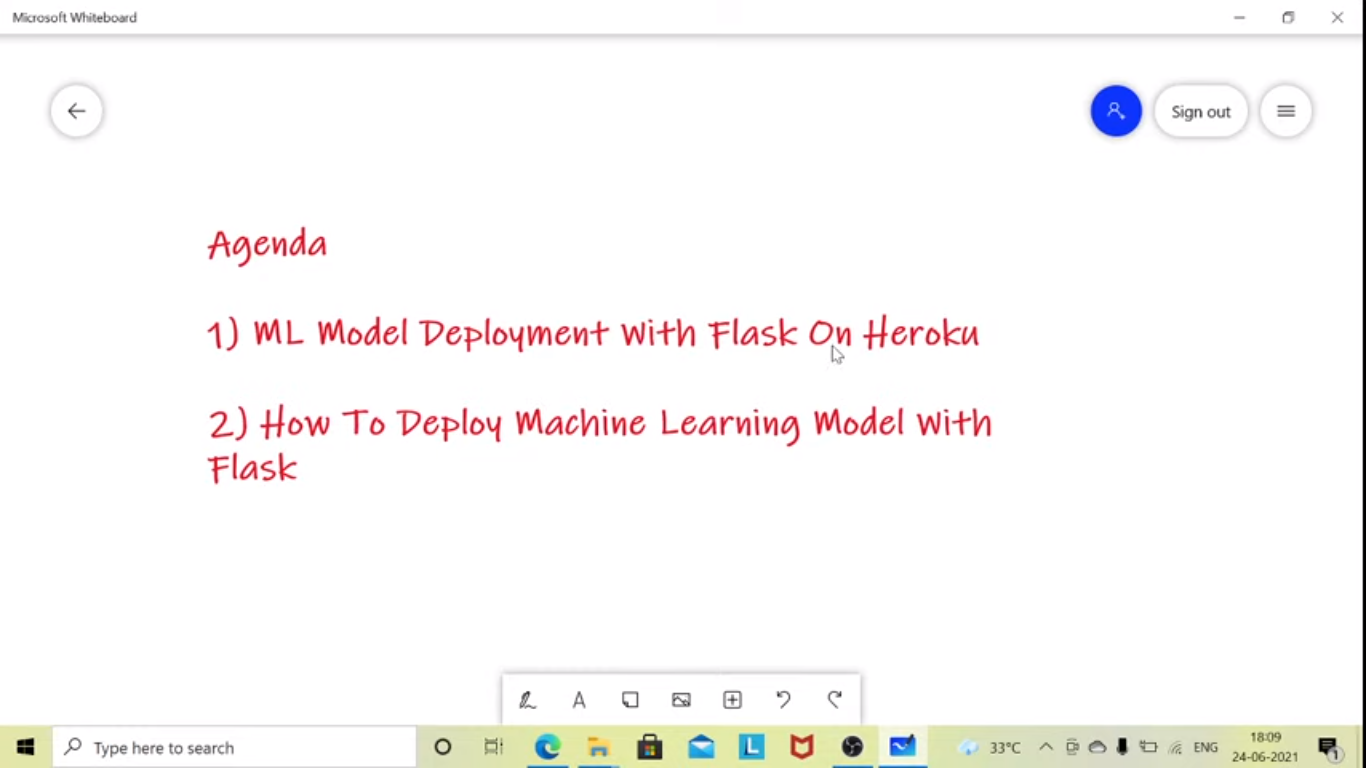 Microsoft Whiteboard
Sign out
Agenda
1) ML Model Deployment With Flask On Heroku
2) How To Deploy Machine Learning Model With
Flask
Type here to search
33°C
ENG
18:09
24-06-2021
1